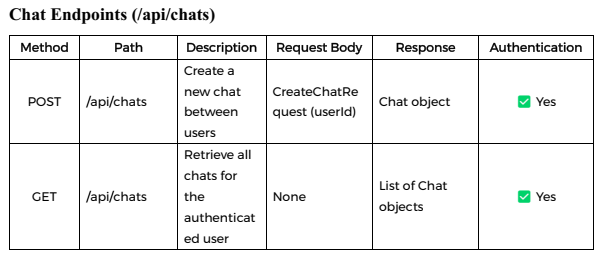 Chat Endpoints (/api/chats)
Method Path Description Request Body Response Authentication
POST /api/chats Create a new chat between users CreateChatRequest (userId) Chat object ✅ Yes
GET /api/chats Retrieve all chats for the authenticated user None List of Chat objects ✅ Yes